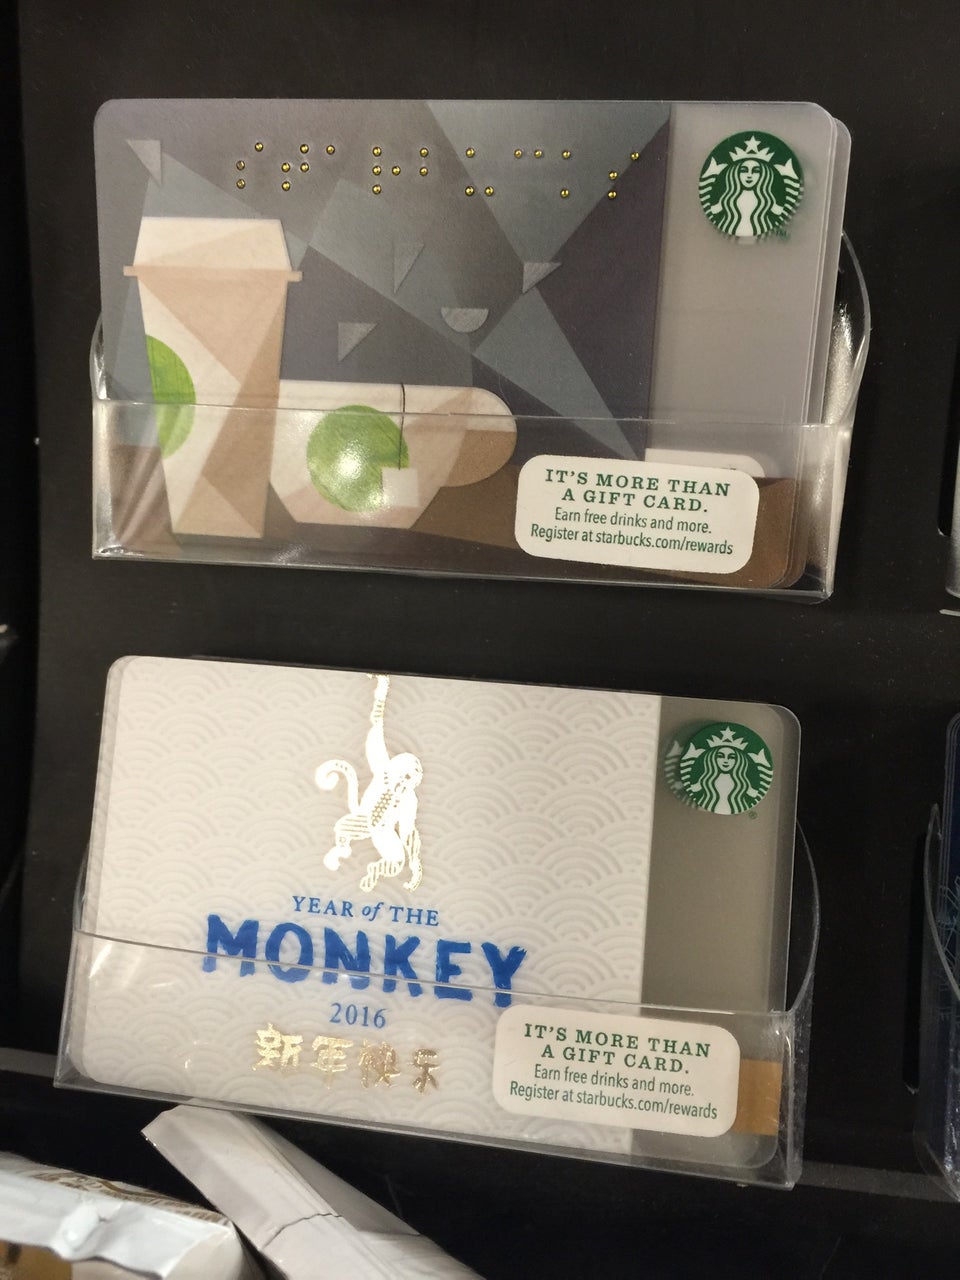 ⠎⠞⠁⠗⠃⠥⠉⠅⠎
IT'S MORE THAN
A GIFT CARD.
Earn free drinks and more.
Register at starbucks.com/rewards
YEAR of THE
MONKEY
2016
新年快乐
IT'S MORE THAN
A GIFT CARD.
Earn free drinks and more.
Register at starbucks.com/rewards